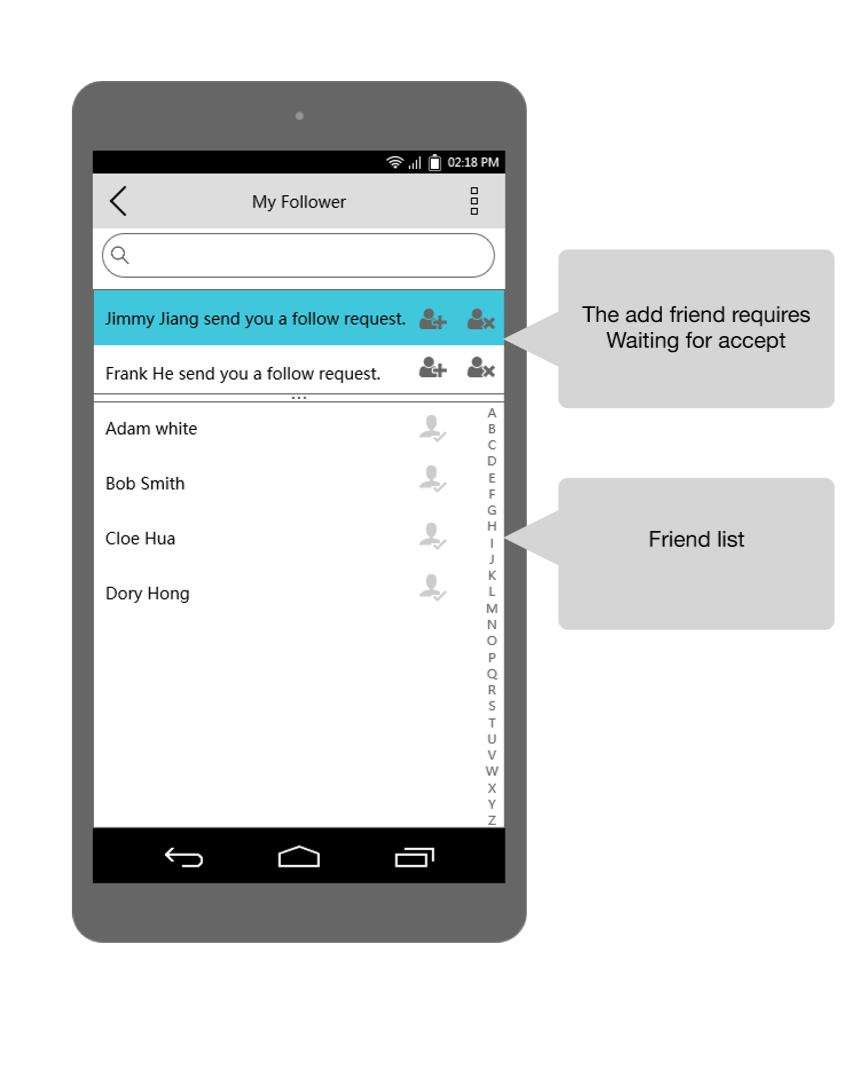 02:18 PM
My Follower
Jimmy Jiang send you a follow request.
Frank He send you a follow request.
...
Adam white
Bob Smith
Cloe Hua
Dory Hong
A
B
C
D
E
F
G
H
I
J
K
L
M
N
O
P
Q
R
S
T
U
V
W
X
Y
Z
The add friend requires
Waiting for accept
Friend list